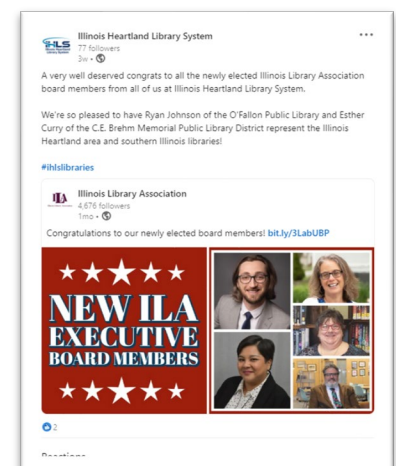 IHLS
Illinois Heartland Library System
77 followers
3w •
A very well deserved congrats to all the newly elected Illinois Library Association
board members from all of us at Illinois Heartland Library System.
We're so pleased to have Ryan Johnson of the O'Fallon Public Library and Esther
Curry of the C.E. Brehm Memorial Public Library District represent the Illinois
Heartland area and southern Illinois libraries!
#ihlslibraries
ILA
Illinois Library Association
4,676 followers
1mo •
Congratulations to our newly elected board members! bit.ly/3LabUBP
NEW ILA
EXECUTIVE
BOARD MEMBERS
2